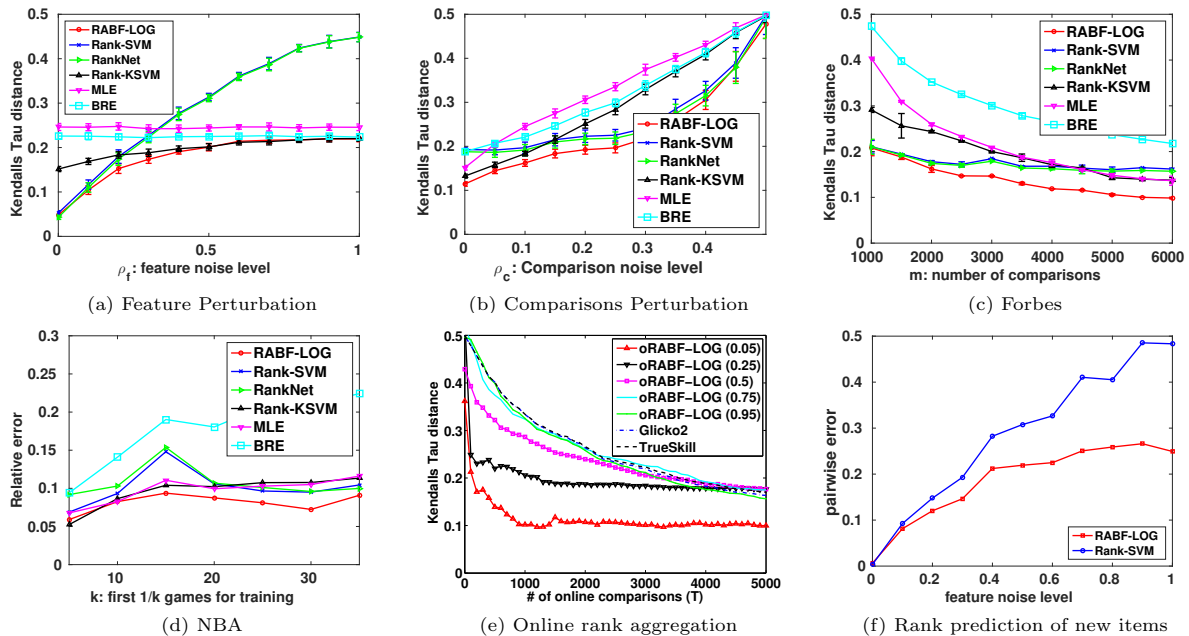 0.5
0.4
0.3
0.2
0.1
0
Kendalls Tau distance
RABF-LOG
Rank-SVM
RankNet
Rank-KSVM
MLE
BRE
0 0.5 1
ρf: feature noise level
(a) Feature Perturbation
0.5
0.4
0.3
0.2
0.1
0
Kendalls Tau distance
RABF-LOG
Rank-SVM
RankNet
Rank-KSVM
MLE
BRE
0 0.1 0.2 0.3 0.4
ρc: Comparison noise level
(b) Comparisons Perturbation
0.5
0.4
0.3
0.2
0.1
0
Kendalls Tau distance
RABF-LOG
Rank-SVM
RankNet
Rank-KSVM
MLE
BRE
1000 2000 3000 4000 5000 6000
m: number of comparisons
(c) Forbes
0.3
0.25
0.2
0.15
0.1
0.05
0
Relative error
RABF-LOG
Rank-SVM
RankNet
Rank-KSVM
MLE
BRE
10 20 30
k: first 1/k games for training
(d) NBA
0.5
0.4
0.3
0.2
0.1
0
Kendalls Tau distance
oRABF-LOG (0.05)
oRABF-LOG (0.25)
oRABF-LOG (0.5)
oRABF-LOG (0.75)
oRABF-LOG (0.95)
Glicko2
TrueSkill
0 1000 2000 3000 4000 5000
# of online comparisons (T)
(e) Online rank aggregation
0.5
0.4
0.3
0.2
0.1
0
pairwise error
RABF-LOG
Rank-SVM
0 0.2 0.4 0.6 0.8 1
feature noise level
(f) Rank prediction of new items